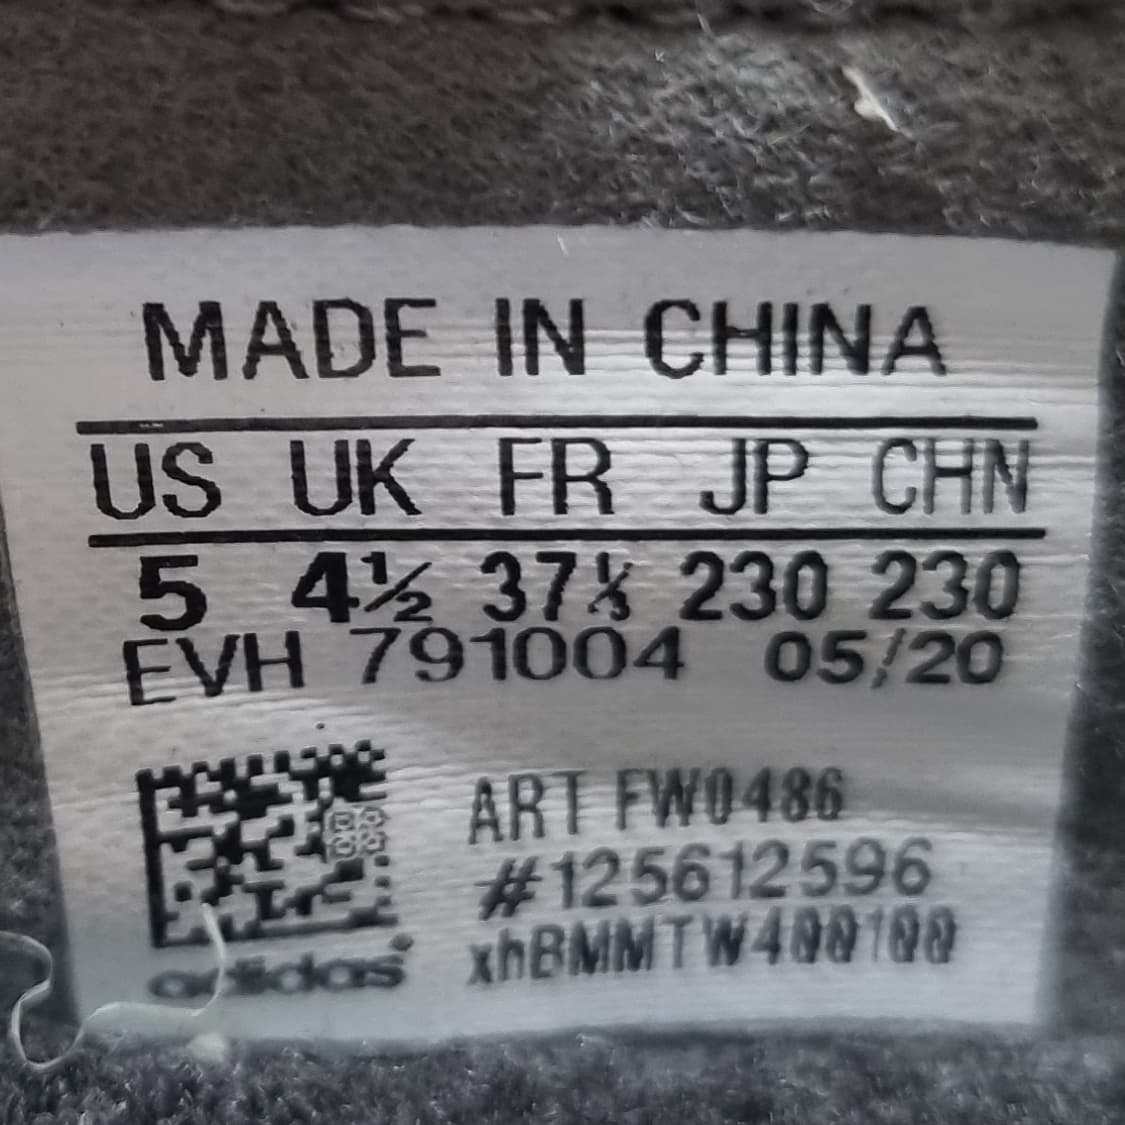 MADE IN CHINA
US UK FR JP CHN
5 4½ 37⅓ 230 230
EVH 791004 05/20
ART FW0486
#125612596
xhBMMTW400100
adidas